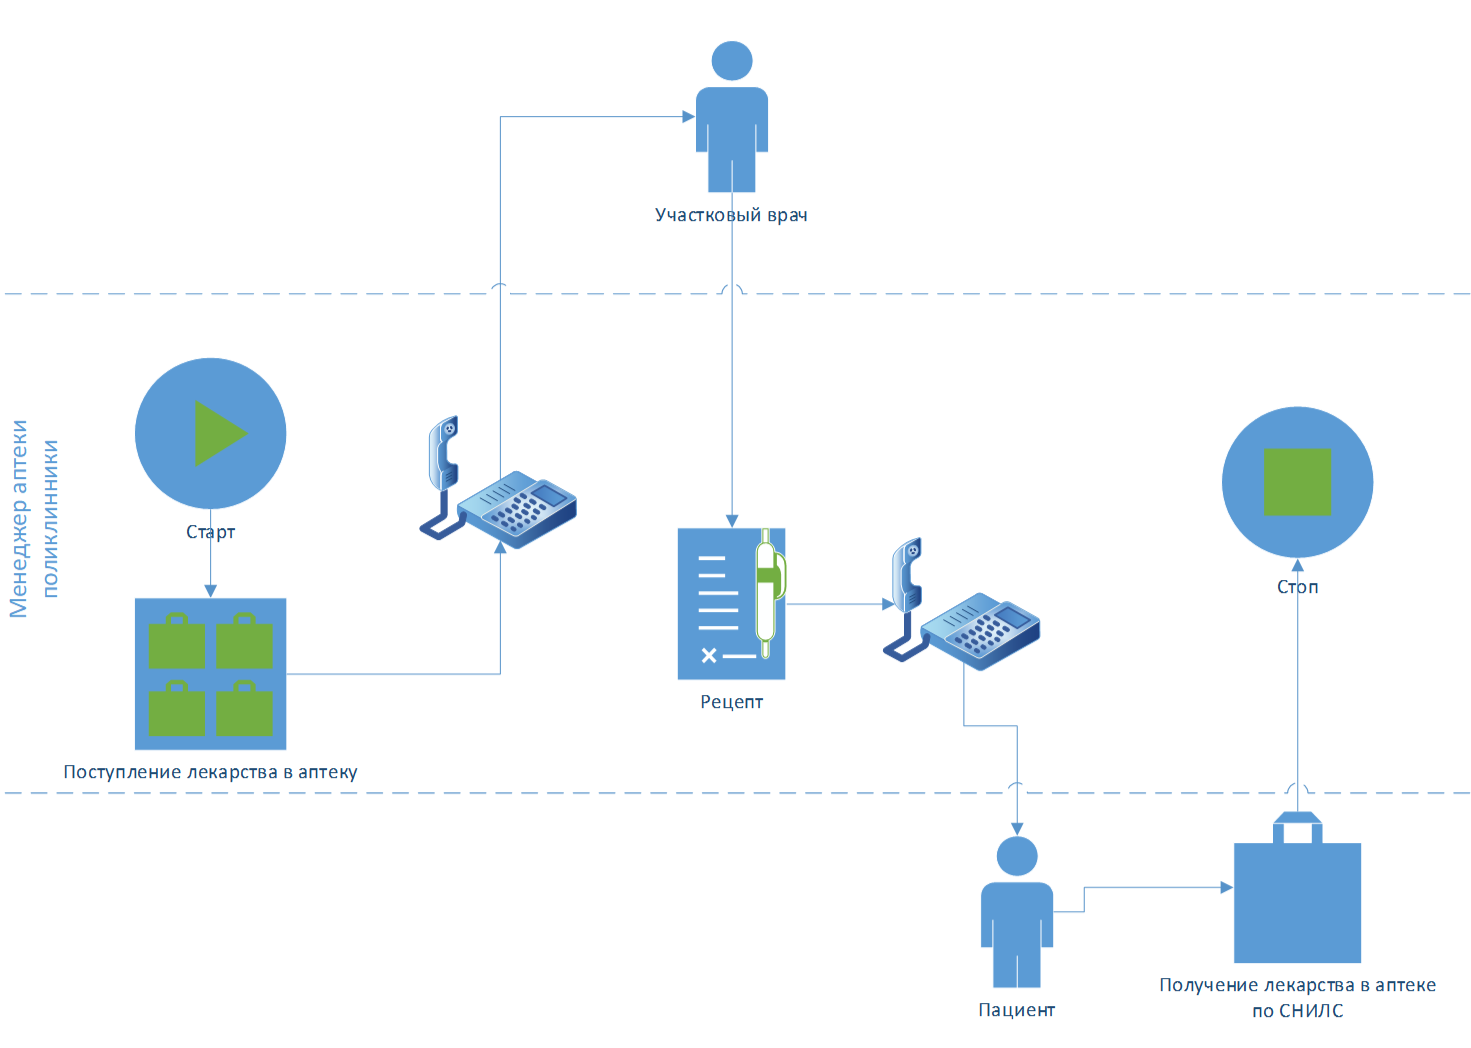 Участковый врач
Менеджер аптеки
поликлинники
Старт
Стоп
Рецепт
Поступление лекарства в аптеку
Пациент
Получение лекарства в аптеке
по СНИЛС